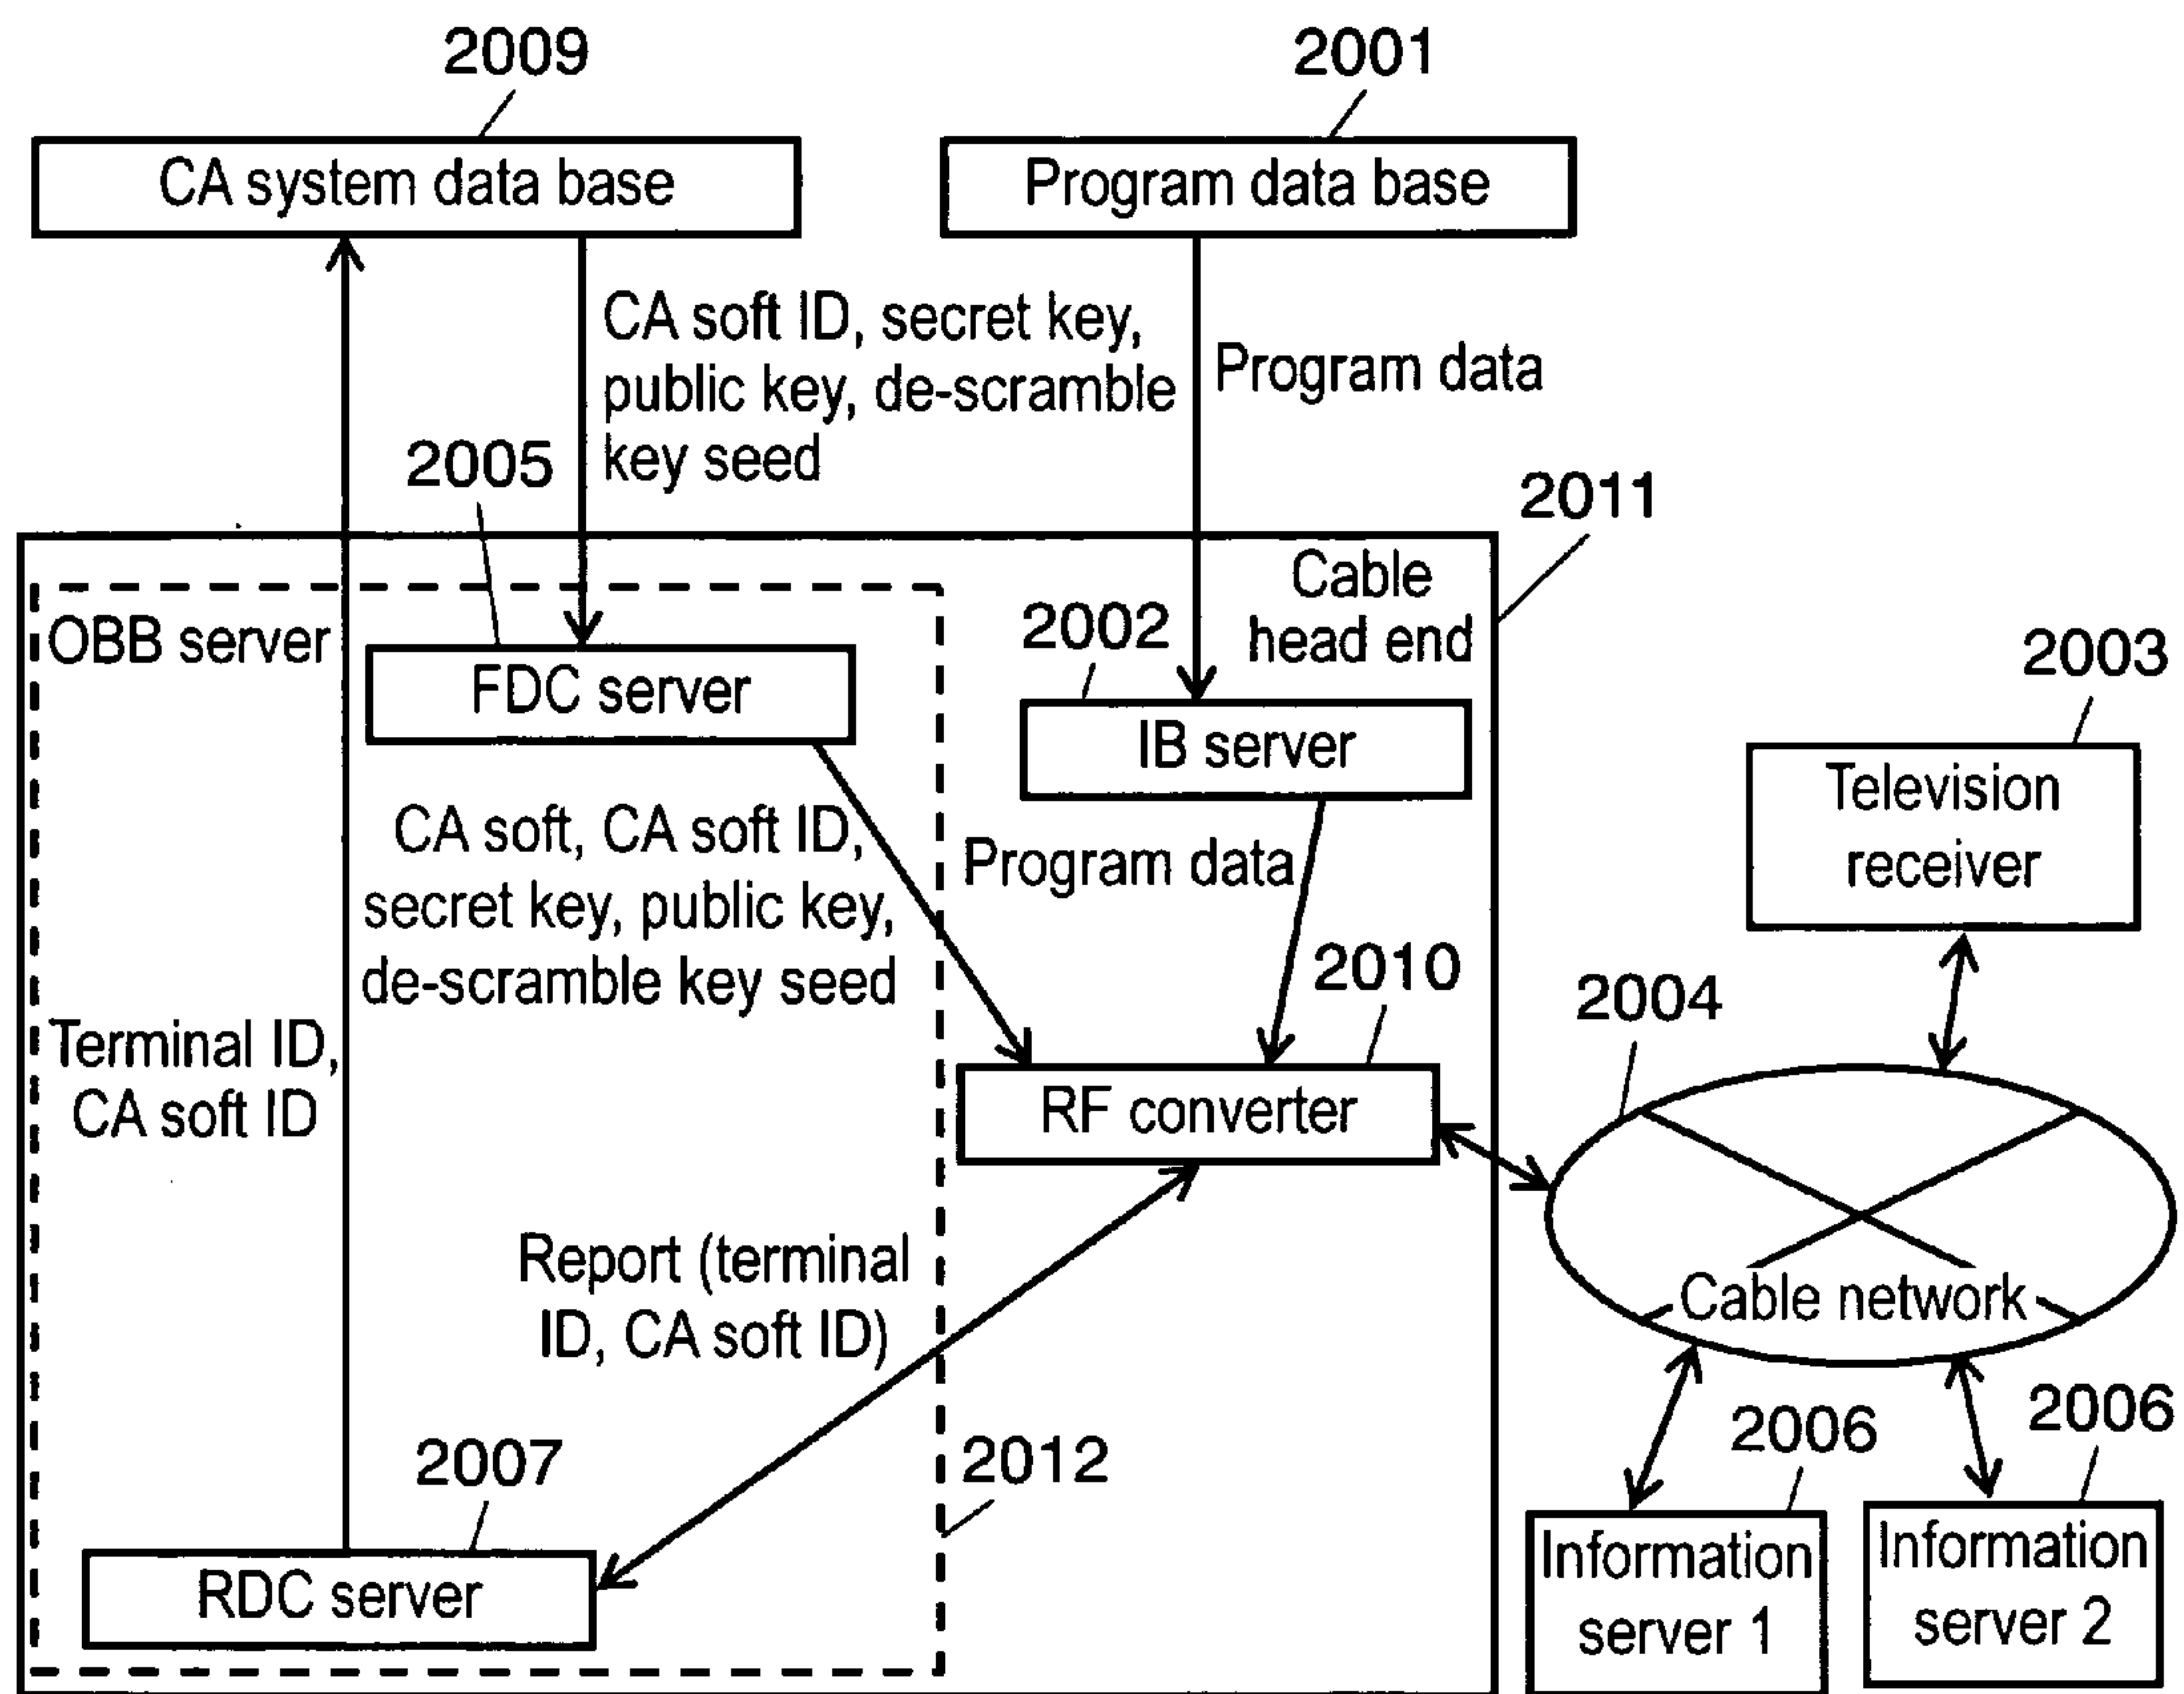 2009
2001
CA system data base
Program data base
CA soft ID, secret key,
public key, de-scramble
key seed
Program data
2005
2011
Cable
head end
OBB server
2002
2003
FDC server
IB server
Television
receiver
CA soft, CA soft ID,
secret key, public key,
de-scramble key seed
Program data
2010
2004
Terminal ID,
CA soft ID
RF converter
Report (terminal
ID, CA soft ID)
Cable network
2007
2012
2006
2006
RDC server
Information
server 1
Information
server 2